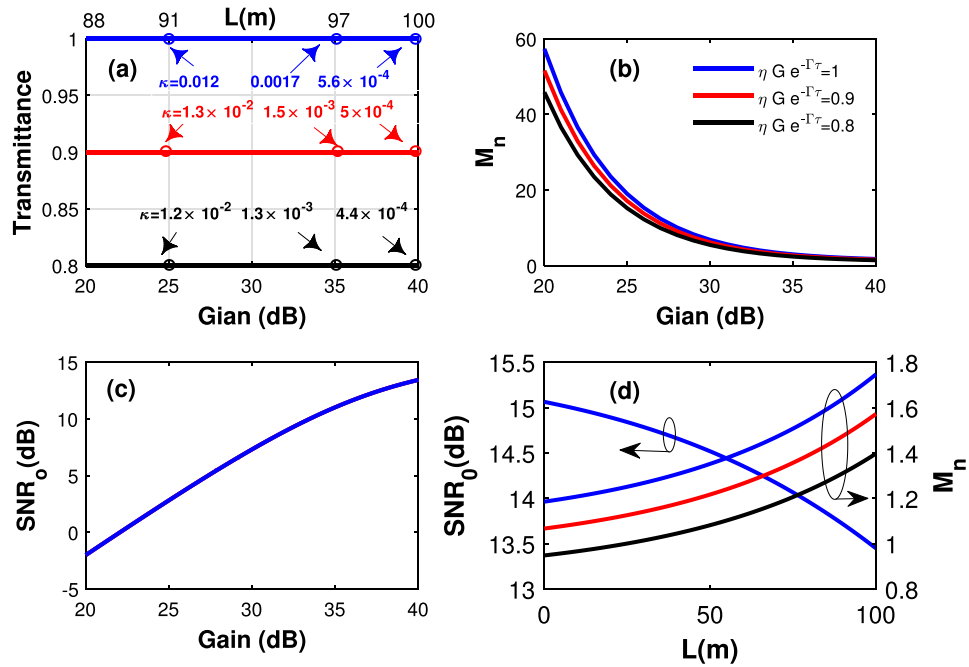 88 91 L(m) 97 100
1
0.95
0.9
0.85
0.8
Transmittance
(a)
κ=0.012 0.0017 5.6× 10⁻⁴
κ=1.3× 10⁻² 1.5× 10⁻³ 5× 10⁻⁴
κ=1.2× 10⁻² 1.3× 10⁻³ 4.4× 10⁻⁴
20 25 30 35 40
Gian (dB)
60
40
20
0
Mₙ
(b)
η G e^-Γτ=1
η G e^-Γτ=0.9
η G e^-Γτ=0.8
20 25 30 35 40
Gian (dB)
15
10
5
0
-5
SNRₒ(dB)
(c)
20 25 30 35 40
Gain (dB)
15.5
15
14.5
14
13.5
13
SNR₀(dB)
(d)
1.8
1.6
1.4
1.2
1
0.8
Mₙ
0 50 100
L(m)